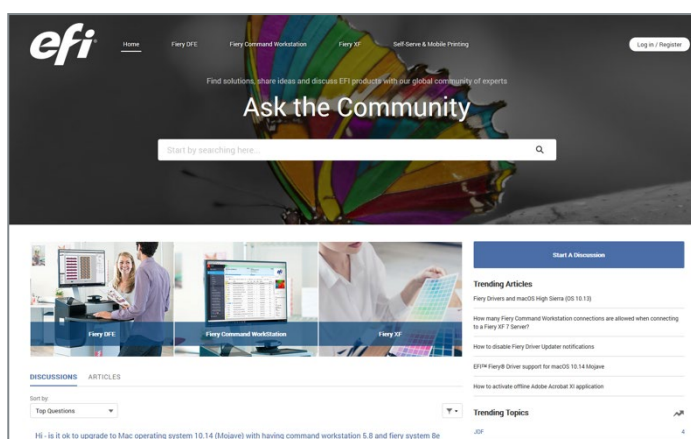 efi
Home Fiery DFE Fiery Command Workstation Fiery XF Self-Serve & Mobile Printing Log in / Register
Find solutions, share ideas and discuss EFI products with our global community of experts
Ask the Community
Start by searching here...
Fiery DFE Fiery Command WorkStation Fiery XF
Start A Discussion
Trending Articles
Fiery Drivers and macOS High Sierra (OS 10.13)
How many Fiery Command Workstation connections are allowed when connecting
to a Fiery XF 7 Server?
How to disable Fiery Driver Updater notifications
EFI™ Fiery® Driver support for macOS 10.14 Mojave
How to activate offline Adobe Acrobat XI application
Trending Topics
JDF 4
DISCUSSIONS ARTICLES
Sort by:
Top Questions
Hi - is it ok to upgrade to Mac operating system 10.14 (Mojave) with having command workstation 5.8 and fiery system 8e